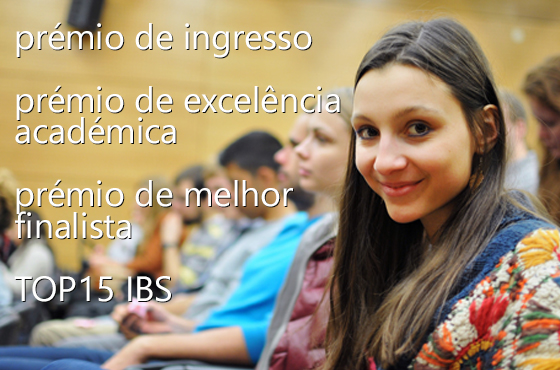 prémio de ingresso
prémio de excelência
académica
prémio de melhor
finalista
TOP15 IBS